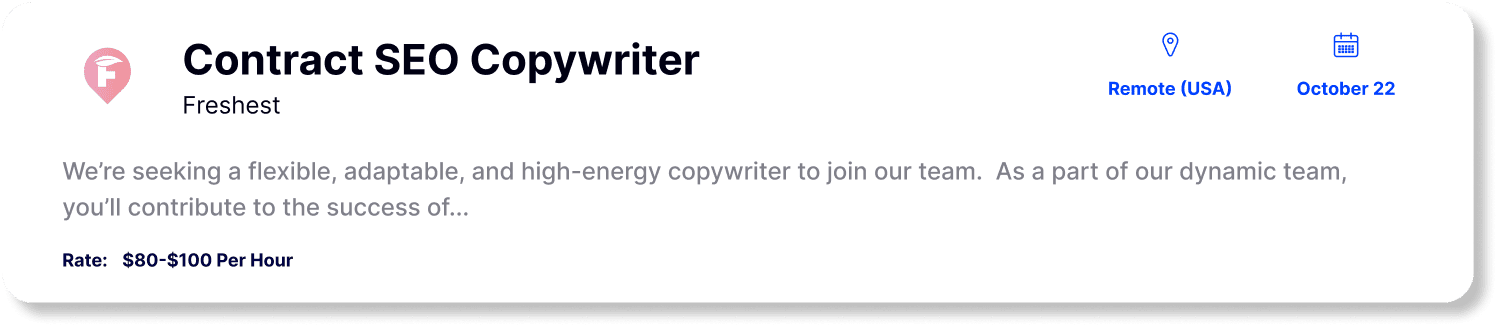 F
Contract SEO Copywriter
Freshest
Remote (USA)
October 22
We’re seeking a flexible, adaptable, and high-energy copywriter to join our team.  As a part of our dynamic team,
you’ll contribute to the success of...
Rate: $80-$100 Per Hour